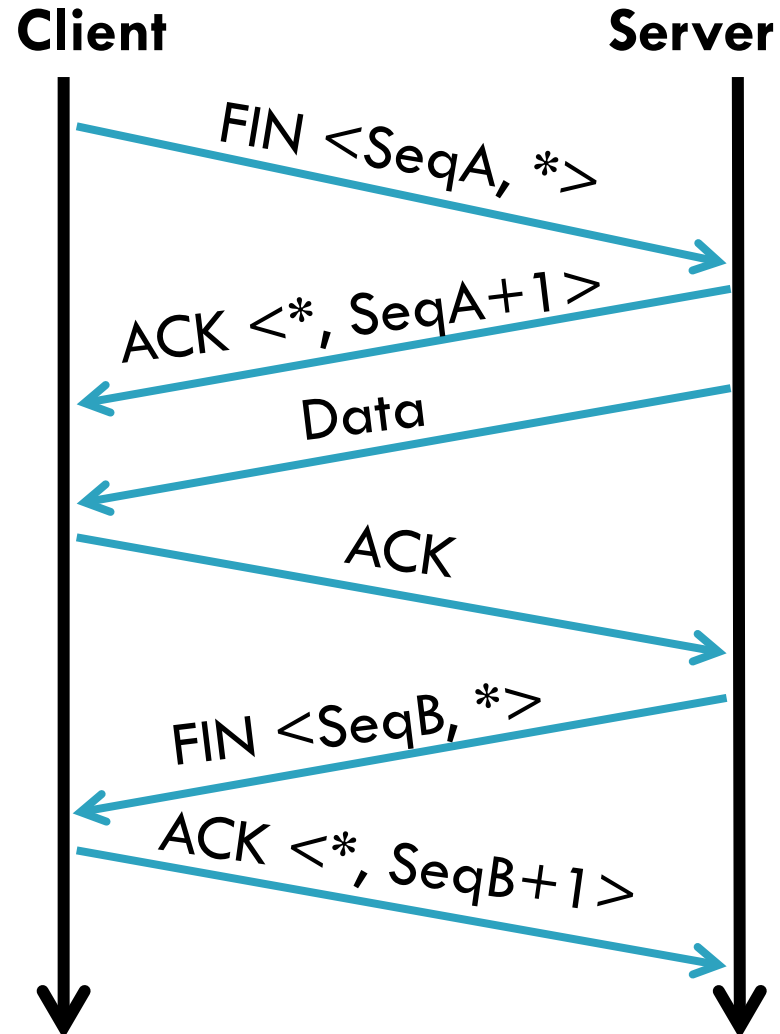 Client
Server
FIN <SeqA, *>
ACK <*, SeqA+1>
Data
ACK
FIN <SeqB, *>
ACK <*, SeqB+1>